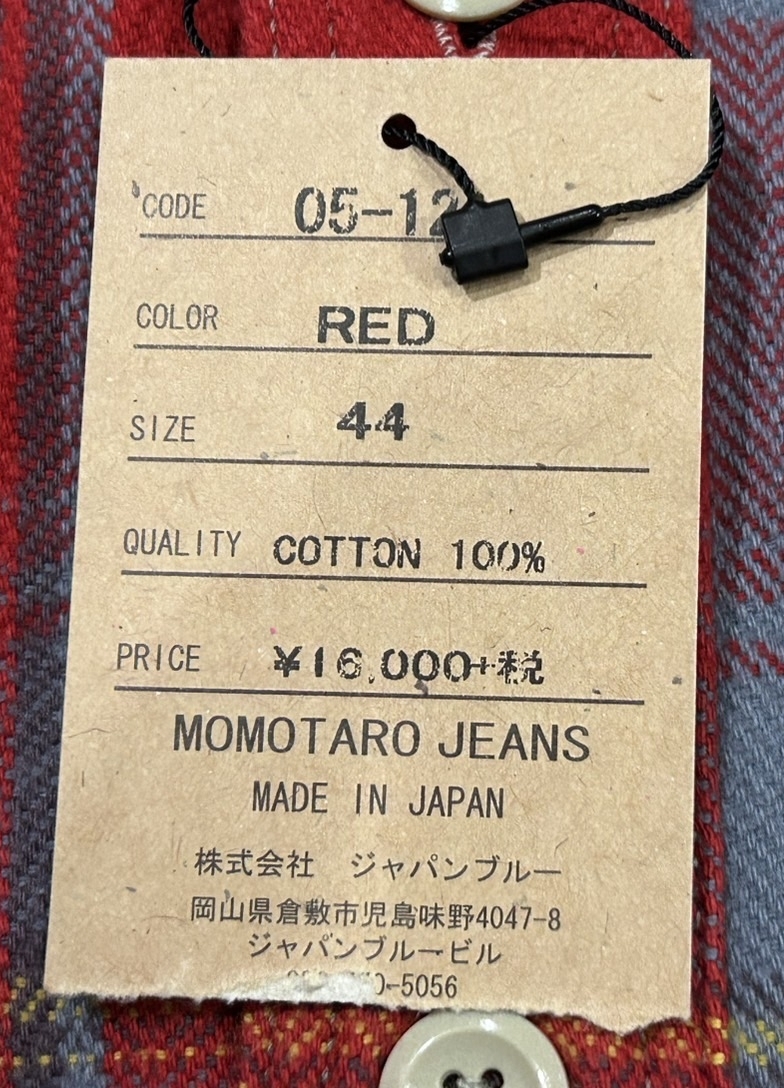 CODE 05-12
COLOR RED
SIZE 44
QUALITY COTTON 100%
PRICE ¥16,000+税
MOMOTARO JEANS
MADE IN JAPAN
株式会社 ジャパンブルー
岡山県倉敷市児島味野4047-8
ジャパンブルービル
-5056